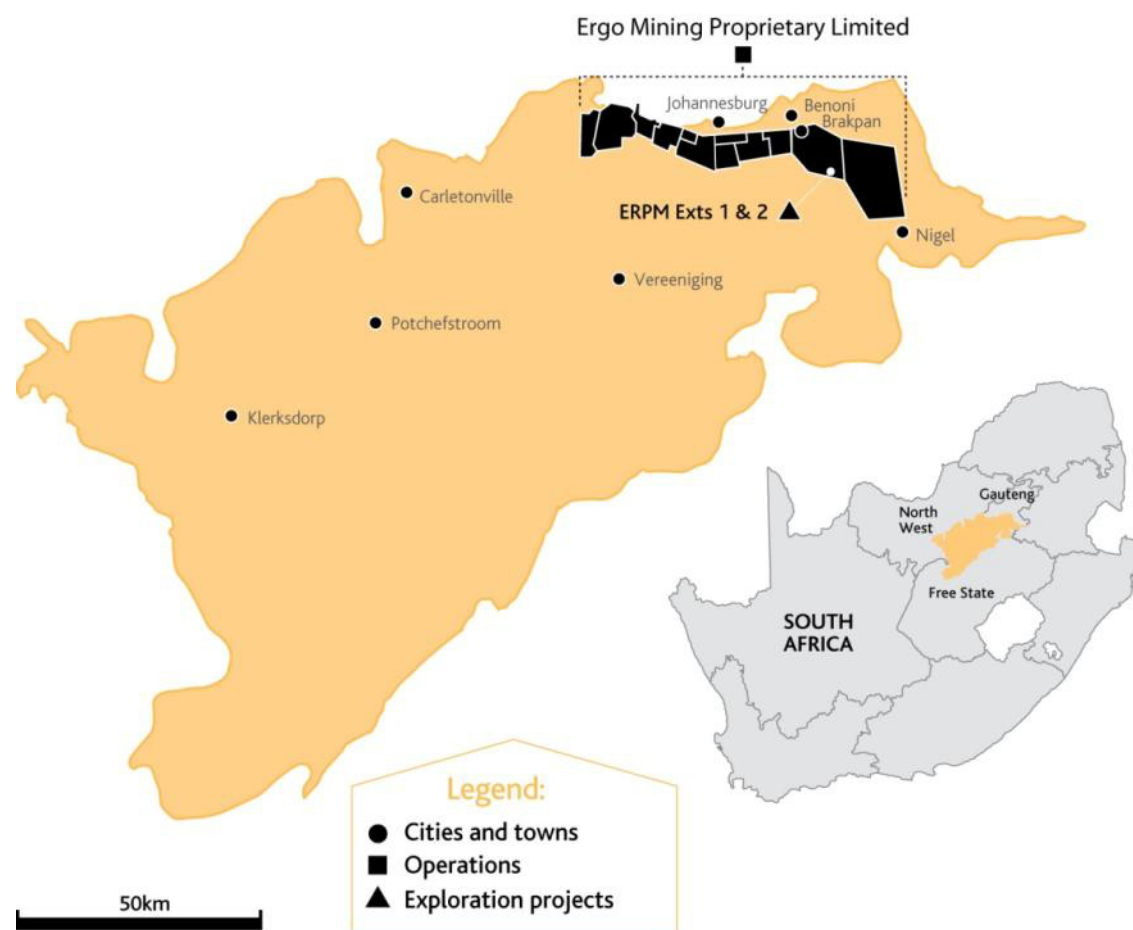 Ergo Mining Proprietary Limited
Johannesburg
Benoni
Brakpan
Carletonville
ERPM Exts 1 & 2
Nigel
Vereeniging
Potchefstroom
Klerksdorp
Gauteng
North
West
Free State
SOUTH
AFRICA
Legend:
Cities and towns
Operations
Exploration projects
50km